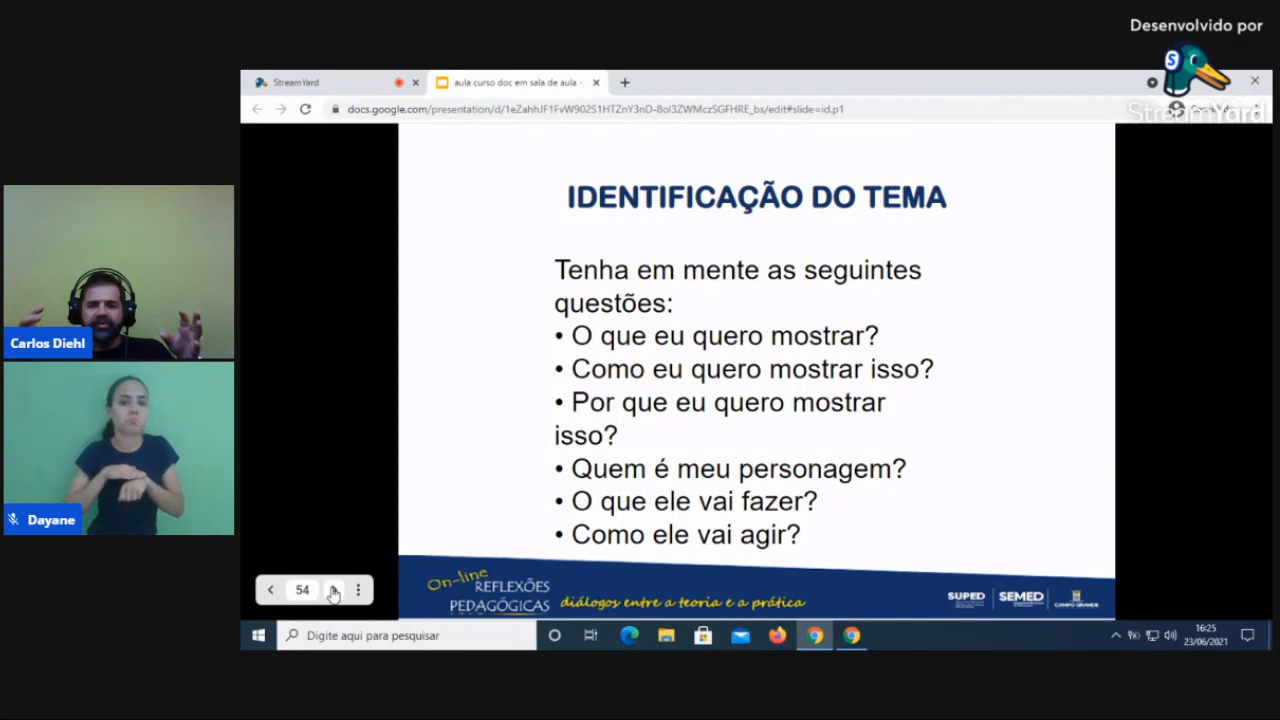 Desenvolvido por
StreamYard
StreamYard
aula curso doc em sala de aula -
docs.google.com/presentation/d/1eZahhJF1FvW902S1HTZnY3nD-8oI3ZWMczSGFHRE_bs/edit#slide=id.p1
IDENTIFICAÇÃO DO TEMA
Tenha em mente as seguintes
questões:
• O que eu quero mostrar?
• Como eu quero mostrar isso?
• Por que eu quero mostrar
isso?
• Quem é meu personagem?
• O que ele vai fazer?
• Como ele vai agir?
Carlos Diehl
Dayane
54
On-line
REFLEXÕES
PEDAGÓGICAS
diálogos entre a teoria e a prática
SUPED
SEMED
CAMPO GRANDE
Digite aqui para pesquisar
16:25
23/06/2021